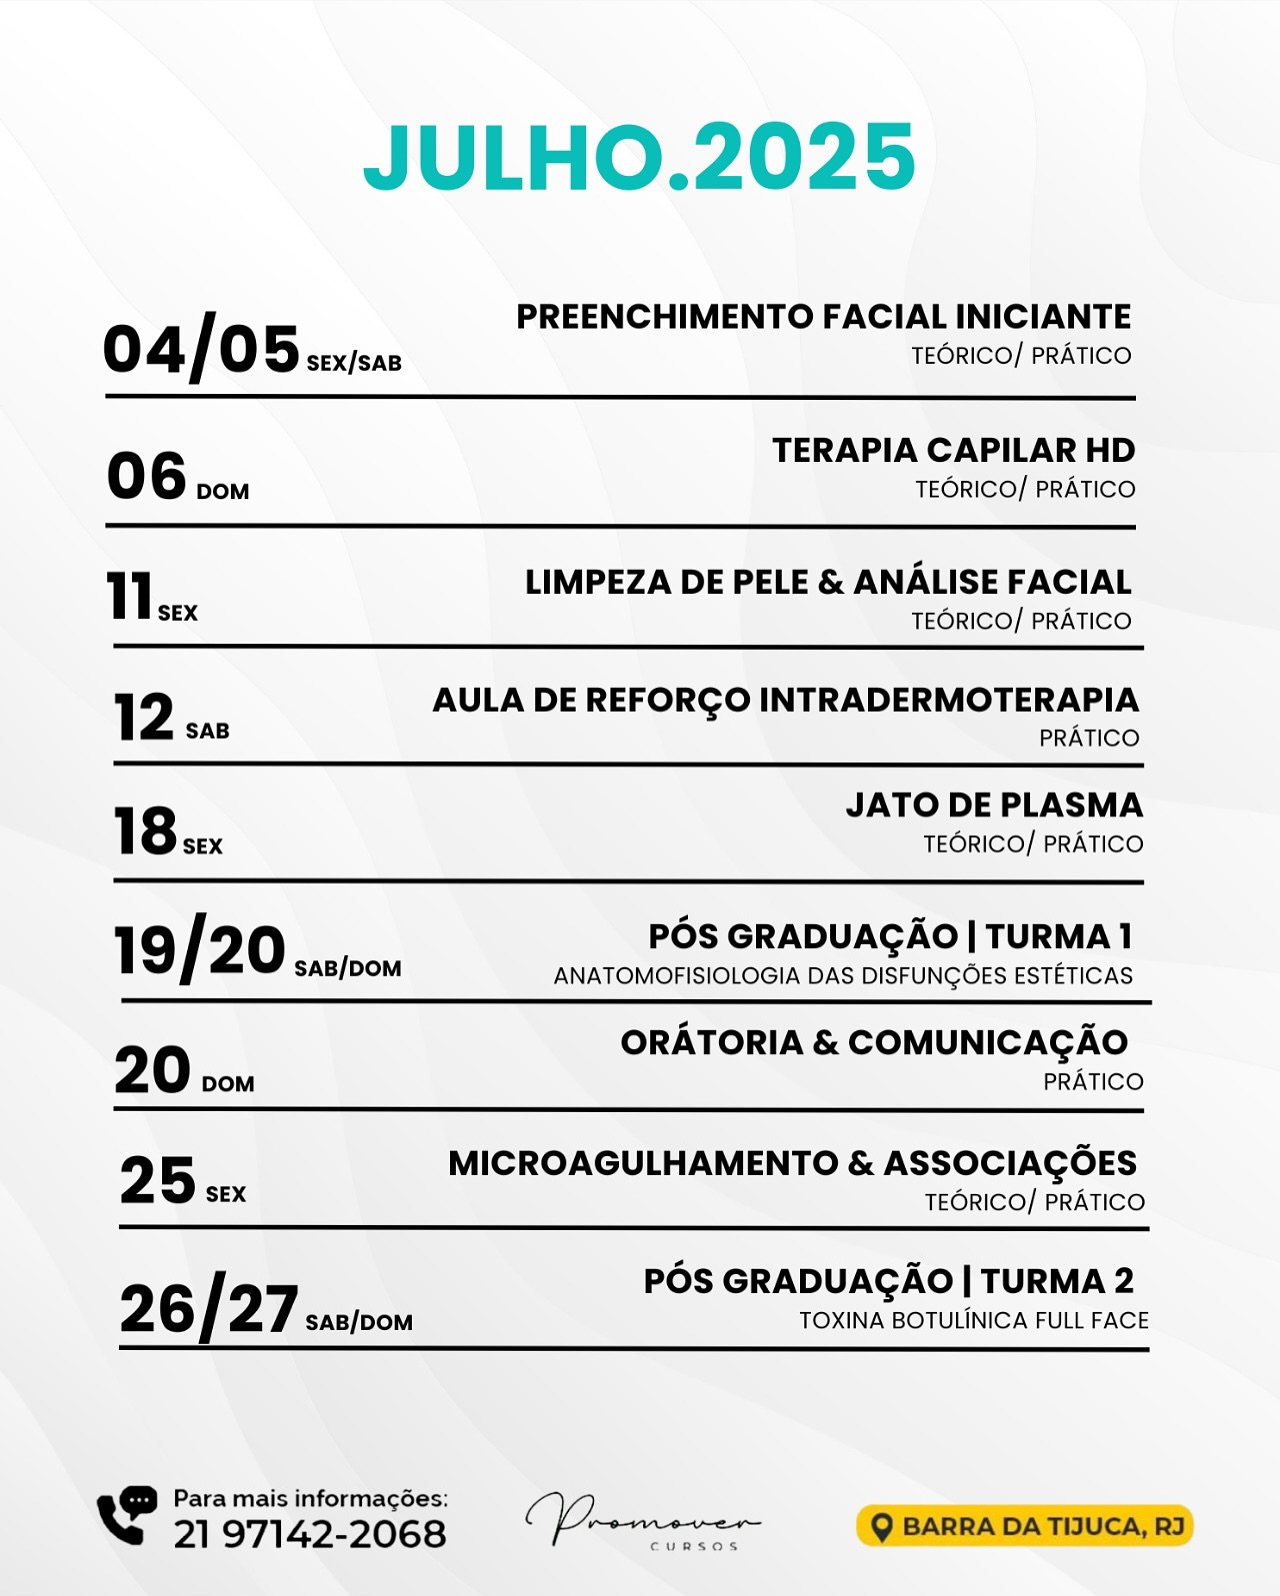 JULHO.2025
PREENCHIMENTO FACIAL INICIANTE
04/05 SEX/SAB
TEÓRICO/ PRÁTICO
TERAPIA CAPILAR HD
06 DOM
TEÓRICO/ PRÁTICO
LIMPEZA DE PELE & ANÁLISE FACIAL
11 SEX
TEÓRICO/ PRÁTICO
AULA DE REFORÇO INTRADERMOTERAPIA
12 SAB
PRÁTICO
JATO DE PLASMA
18 SEX
TEÓRICO/ PRÁTICO
PÓS GRADUAÇÃO | TURMA 1
19/20 SAB/DOM
ANATOMOFISIOLOGIA DAS DISFUNÇÕES ESTÉTICAS
ORÁTORIA & COMUNICAÇÃO
20 DOM
PRÁTICO
MICROAGULHAMENTO & ASSOCIAÇÕES
25 SEX
TEÓRICO/ PRÁTICO
PÓS GRADUAÇÃO | TURMA 2
26/27 SAB/DOM
TOXINA BOTULÍNICA FULL FACE
Para mais informações:
21 97142-2068
Promover
CURSOS
BARRA DA TIJUCA, RJ